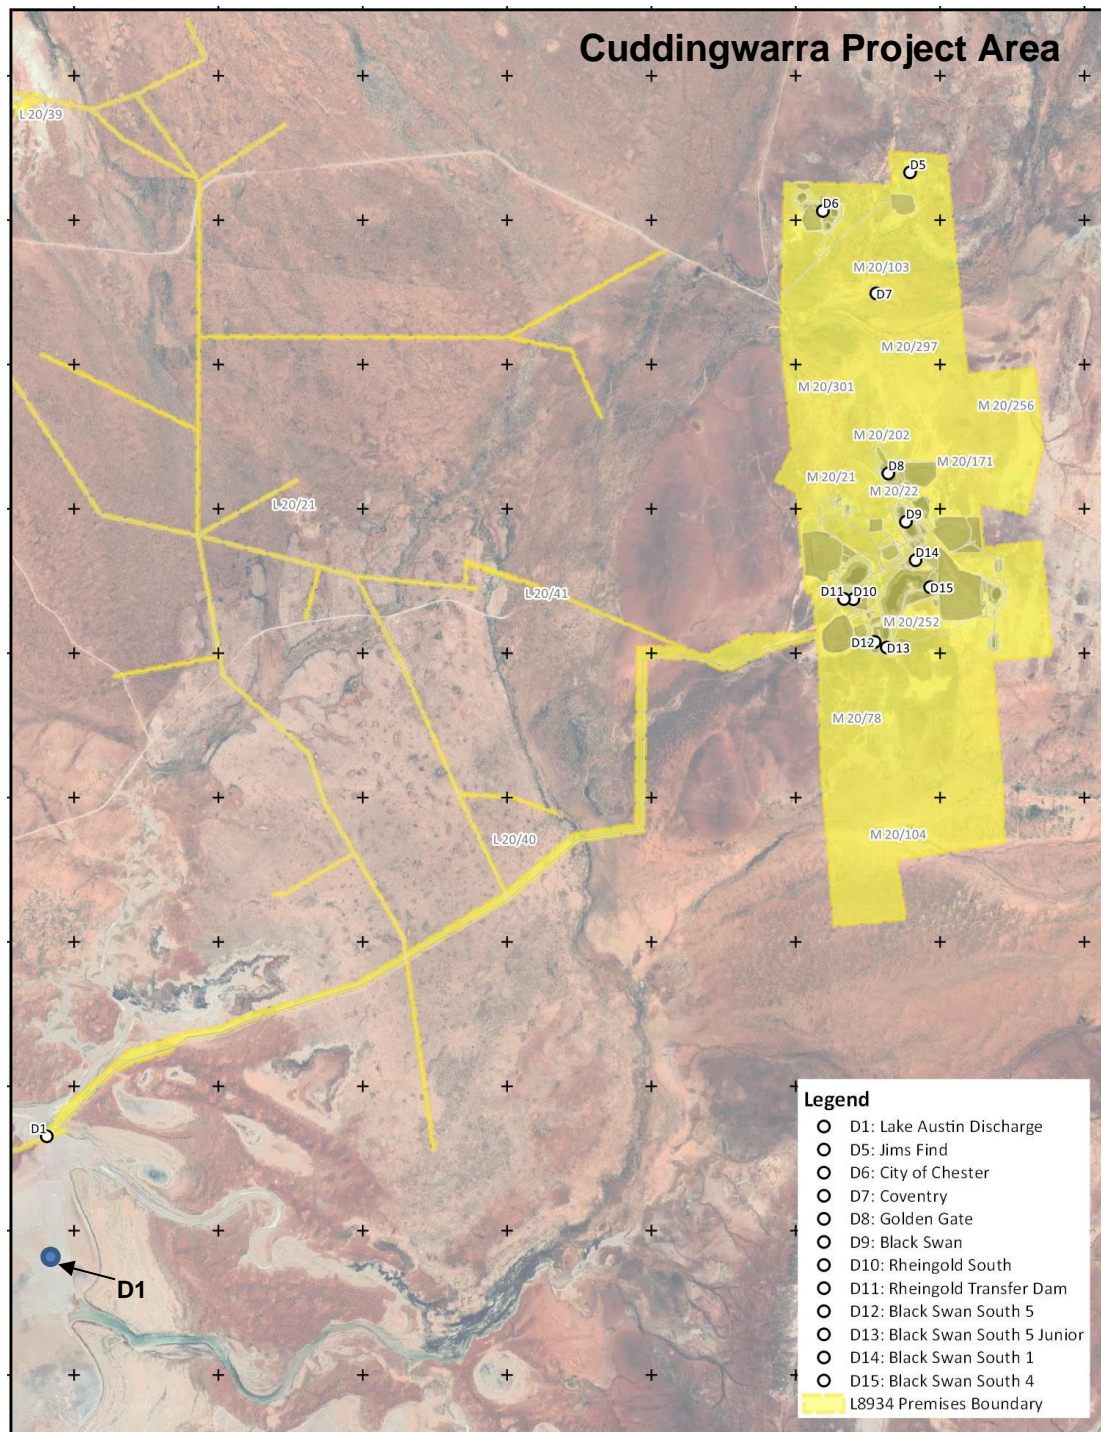 Cuddingwarra Project Area
L 20/39
D5
D6
M 20/103
D7
M 20/297
M 20/301
M 20/256
M 20/202
D8
M 20/171
M 20/21
M 20/22
L 20/21
D9
D14
L 20/41
D11
D10
D15
M 20/252
D12
D13
M 20/78
L 20/40
M 20/104
Legend
D1: Lake Austin Discharge
D5: Jims Find
D6: City of Chester
D7: Coventry
D8: Golden Gate
D9: Black Swan
D10: Rheingold South
D11: Rheingold Transfer Dam
D12: Black Swan South 5
D13: Black Swan South 5 Junior
D14: Black Swan South 1
D15: Black Swan South 4
L8934 Premises Boundary
D1
D1